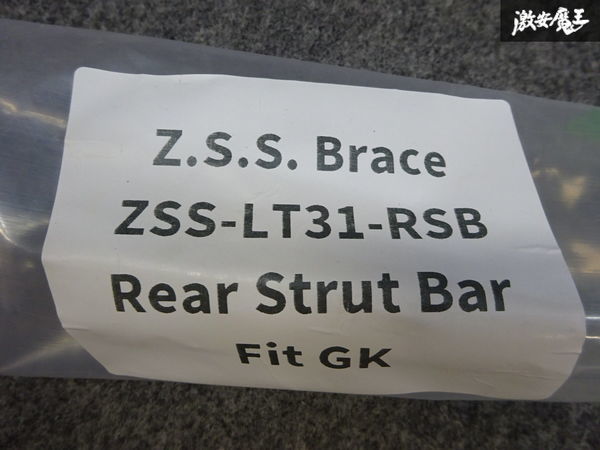 激安魔王
Z.S.S. Brace
ZSS-LT31-RSB
Rear Strut Bar
Fit GK